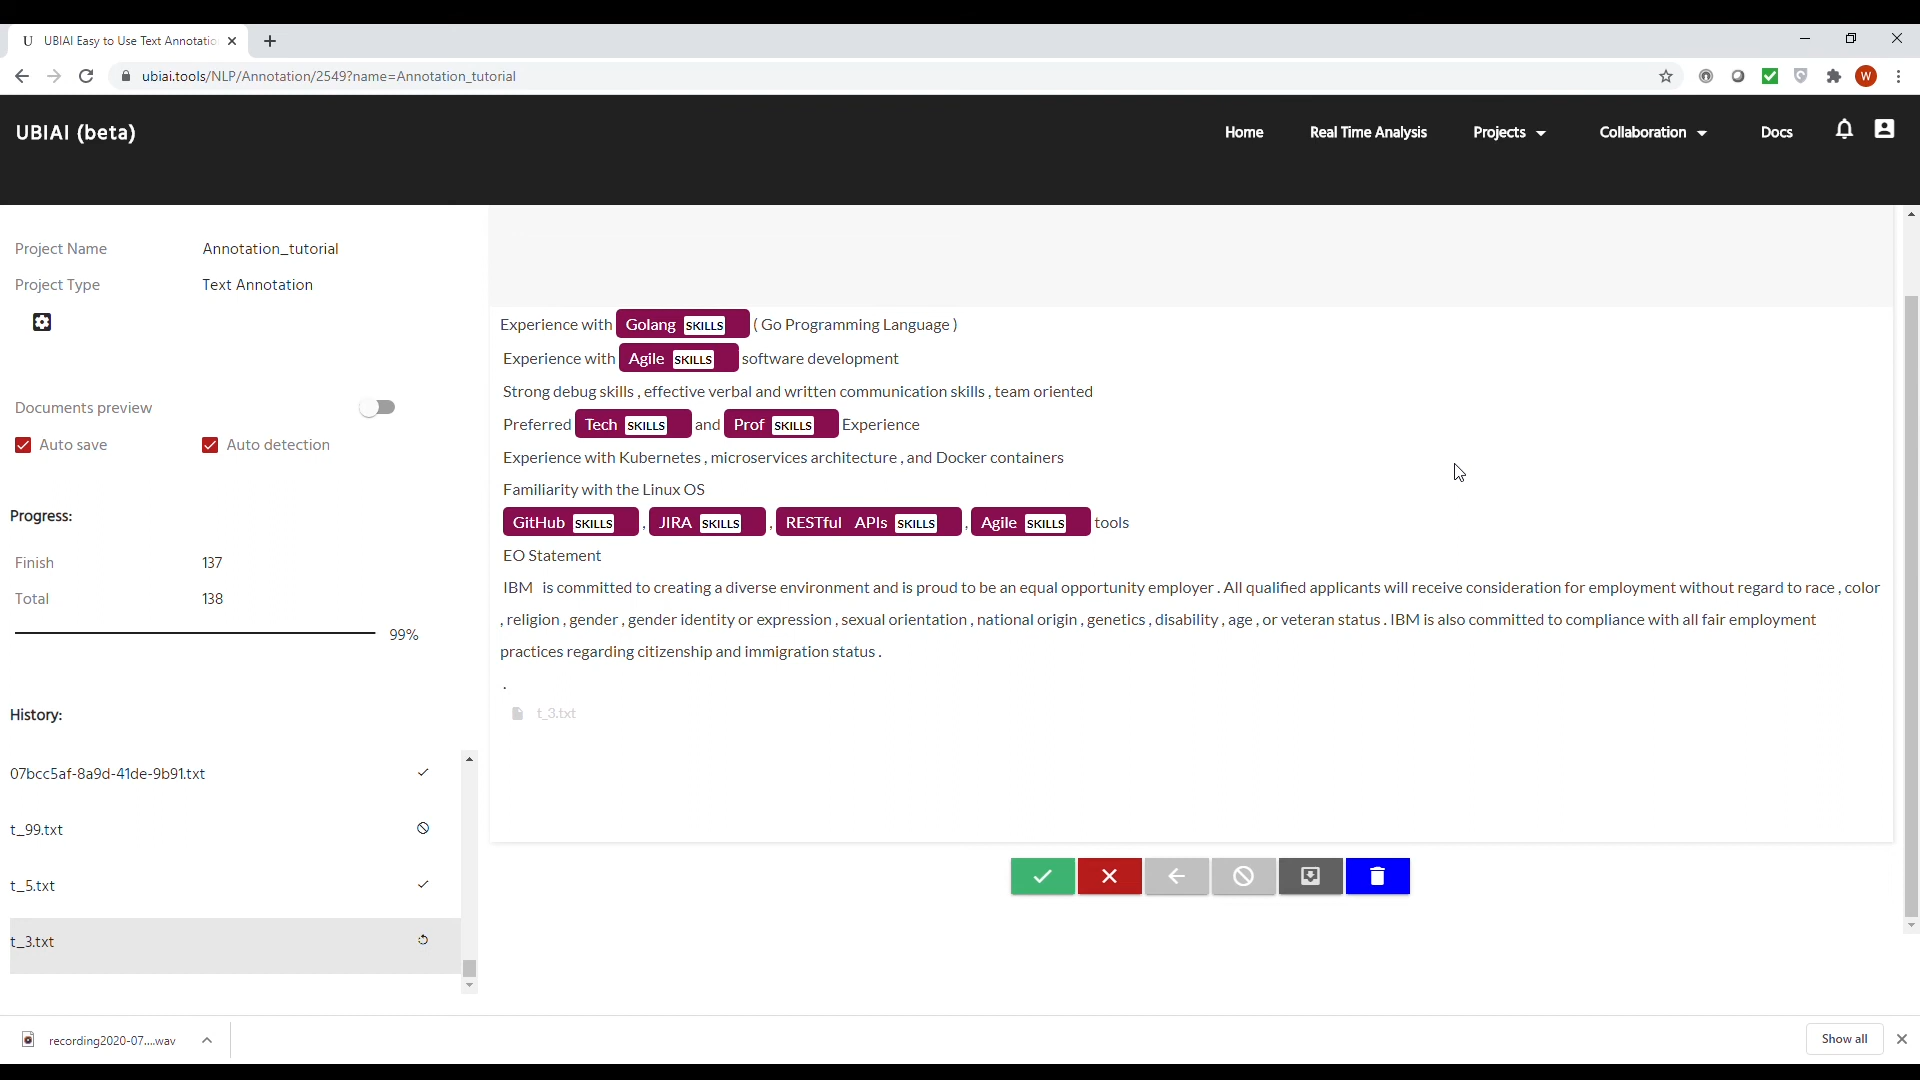 U UBIAI Easy to Use Text Annotatio
ubiai.tools/NLP/Annotation/2549?name=Annotation_tutorial
W
UBIAI (beta)
Home Real Time Analysis Projects Collaboration Docs
Project Name Annotation_tutorial
Project Type Text Annotation
Documents preview
Auto save Auto detection
Progress:
Finish 137
Total 138
99%
History:
07bcc5af-8a9d-41de-9b91.txt
t_99.txt
t_5.txt
t_3.txt
Experience with Golang SKILLS ( Go Programming Language )
Experience with Agile SKILLS software development
Strong debug skills , effective verbal and written communication skills , team oriented
Preferred Tech SKILLS and Prof SKILLS Experience
Experience with Kubernetes , microservices architecture , and Docker containers
Familiarity with the Linux OS
GitHub SKILLS , JIRA SKILLS , RESTful APIs SKILLS , Agile SKILLS tools
EO Statement
IBM is committed to creating a diverse environment and is proud to be an equal opportunity employer . All qualified applicants will receive consideration for employment without regard to race , color
, religion , gender , gender identity or expression , sexual orientation , national origin , genetics , disability , age , or veteran status . IBM is also committed to compliance with all fair employment
practices regarding citizenship and immigration status .
.
t_3.txt
recording2020-07....wav
Show all